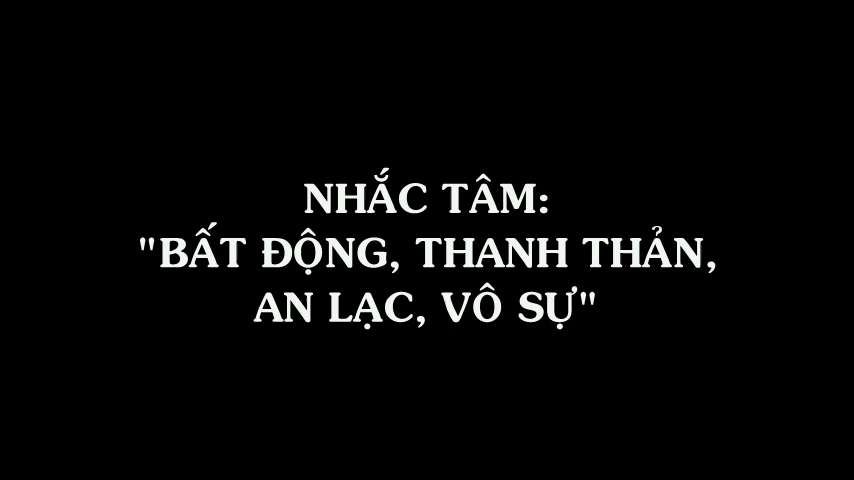 NHẮC TÂM:
"BẤT ĐỘNG, THANH THẢN,
AN LẠC, VÔ SỰ"